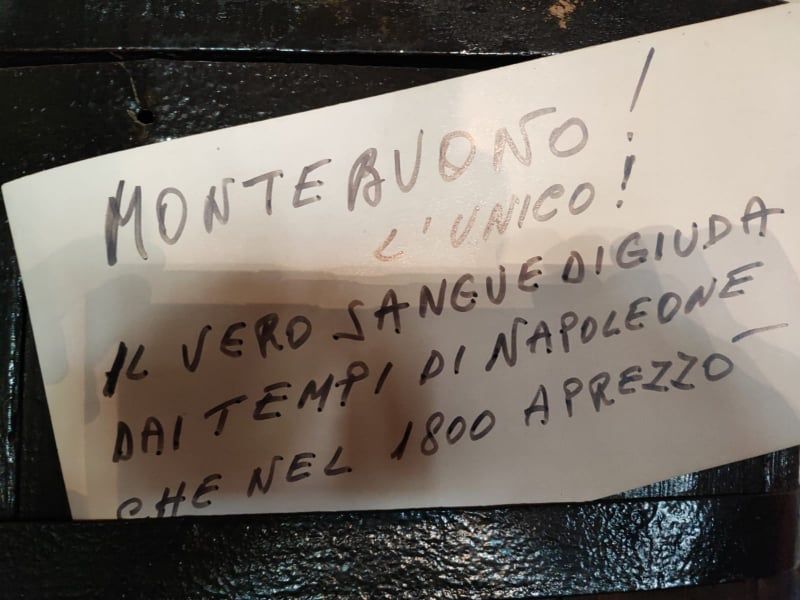 MONTEBUONO!
L'UNICO!
IL VERO SANGUE DI GIUDA
DAI TEMPI DI NAPOLEONE
CHE NEL 1800 APREZZO